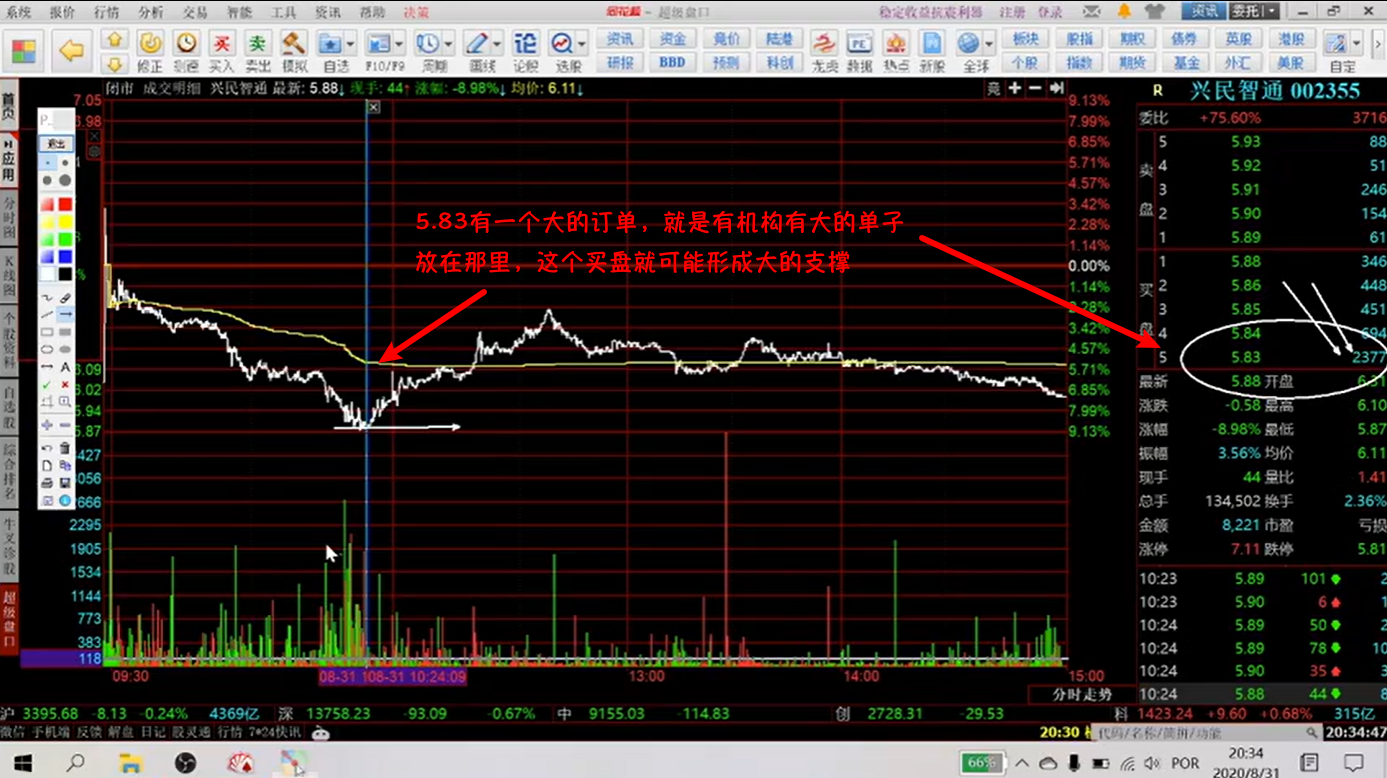 系统 报价 行情 分析 交易 智能 工具 资讯 帮助 决策
同花顺 - 超级盘口
稳定收益抗震利器 注册 登录 资讯 委托
修正 测速 买入 卖出 模拟 自选 F10/F9 周期 画线 论股 选股
资讯 资金 竞价 陆港
研报 BBD 预测 科创
热点 新股 全球
板块 股指 期权 债券 英股 港股
个股 指数 期货 基金 外汇 美股 自定
闭市 成交明细 兴民智通 最新: 5.88↓ 现手: 44↑ 涨幅: -8.98%↓ 均价: 6.11↓
竞
R 兴民智通 002355
委比 +75.60% 3716
卖盘
5 5.93 88
4 5.92 51
3 5.91 246
2 5.90 154
1 5.89 61
买盘
1 5.88 346
2 5.86 448
3 5.85 451
4 5.84 694
5 5.83 2377
最新 5.88 开盘 6.31
涨跌 -0.58 最高 6.10
涨幅 -8.98% 最低 5.87
振幅 3.56% 均价 6.11
现手 44 量比 1.41
总手 134,502 换手 2.36%
金额 8,221 市盈 亏损
涨停 7.11 跌停 5.81
10:23 5.89 101
10:23 5.90 6
10:24 5.89 50
10:24 5.89 78
10:24 5.90 35
10:24 5.88 44
首页
应用
分时图
K线图
个股资料
自选股
综合排名
牛叉诊股
超级盘口
P..
退出
A
7.05
6.98
6.09
6.02
5.94
5.87
2295
1905
1534
1144
773
383
118
9.13%
7.99%
6.85%
5.71%
4.57%
3.42%
2.28%
1.14%
0.00%
1.14%
2.28%
3.42%
4.57%
5.71%
6.85%
7.99%
9.13%
5.83有一个大的订单，就是有机构有大的单子
放在那里，这个买盘就可能形成大的支撑
09:30 08-31 10:24:09 13:00 14:00 15:00
分时走势
沪 3395.68 -8.13 -0.24% 4369亿 深 13758.23 -93.09 -0.67% 中 9155.03 -114.83 创 2728.31 -29.53 科 1423.24 +9.60 +0.68% 315亿
微信 手机端 反馈 解盘 日记 股灵通 行情 7*24快讯 20:30 代码/名称/简拼/功能 20:34:47
66% POR 20:34
2020/8/31